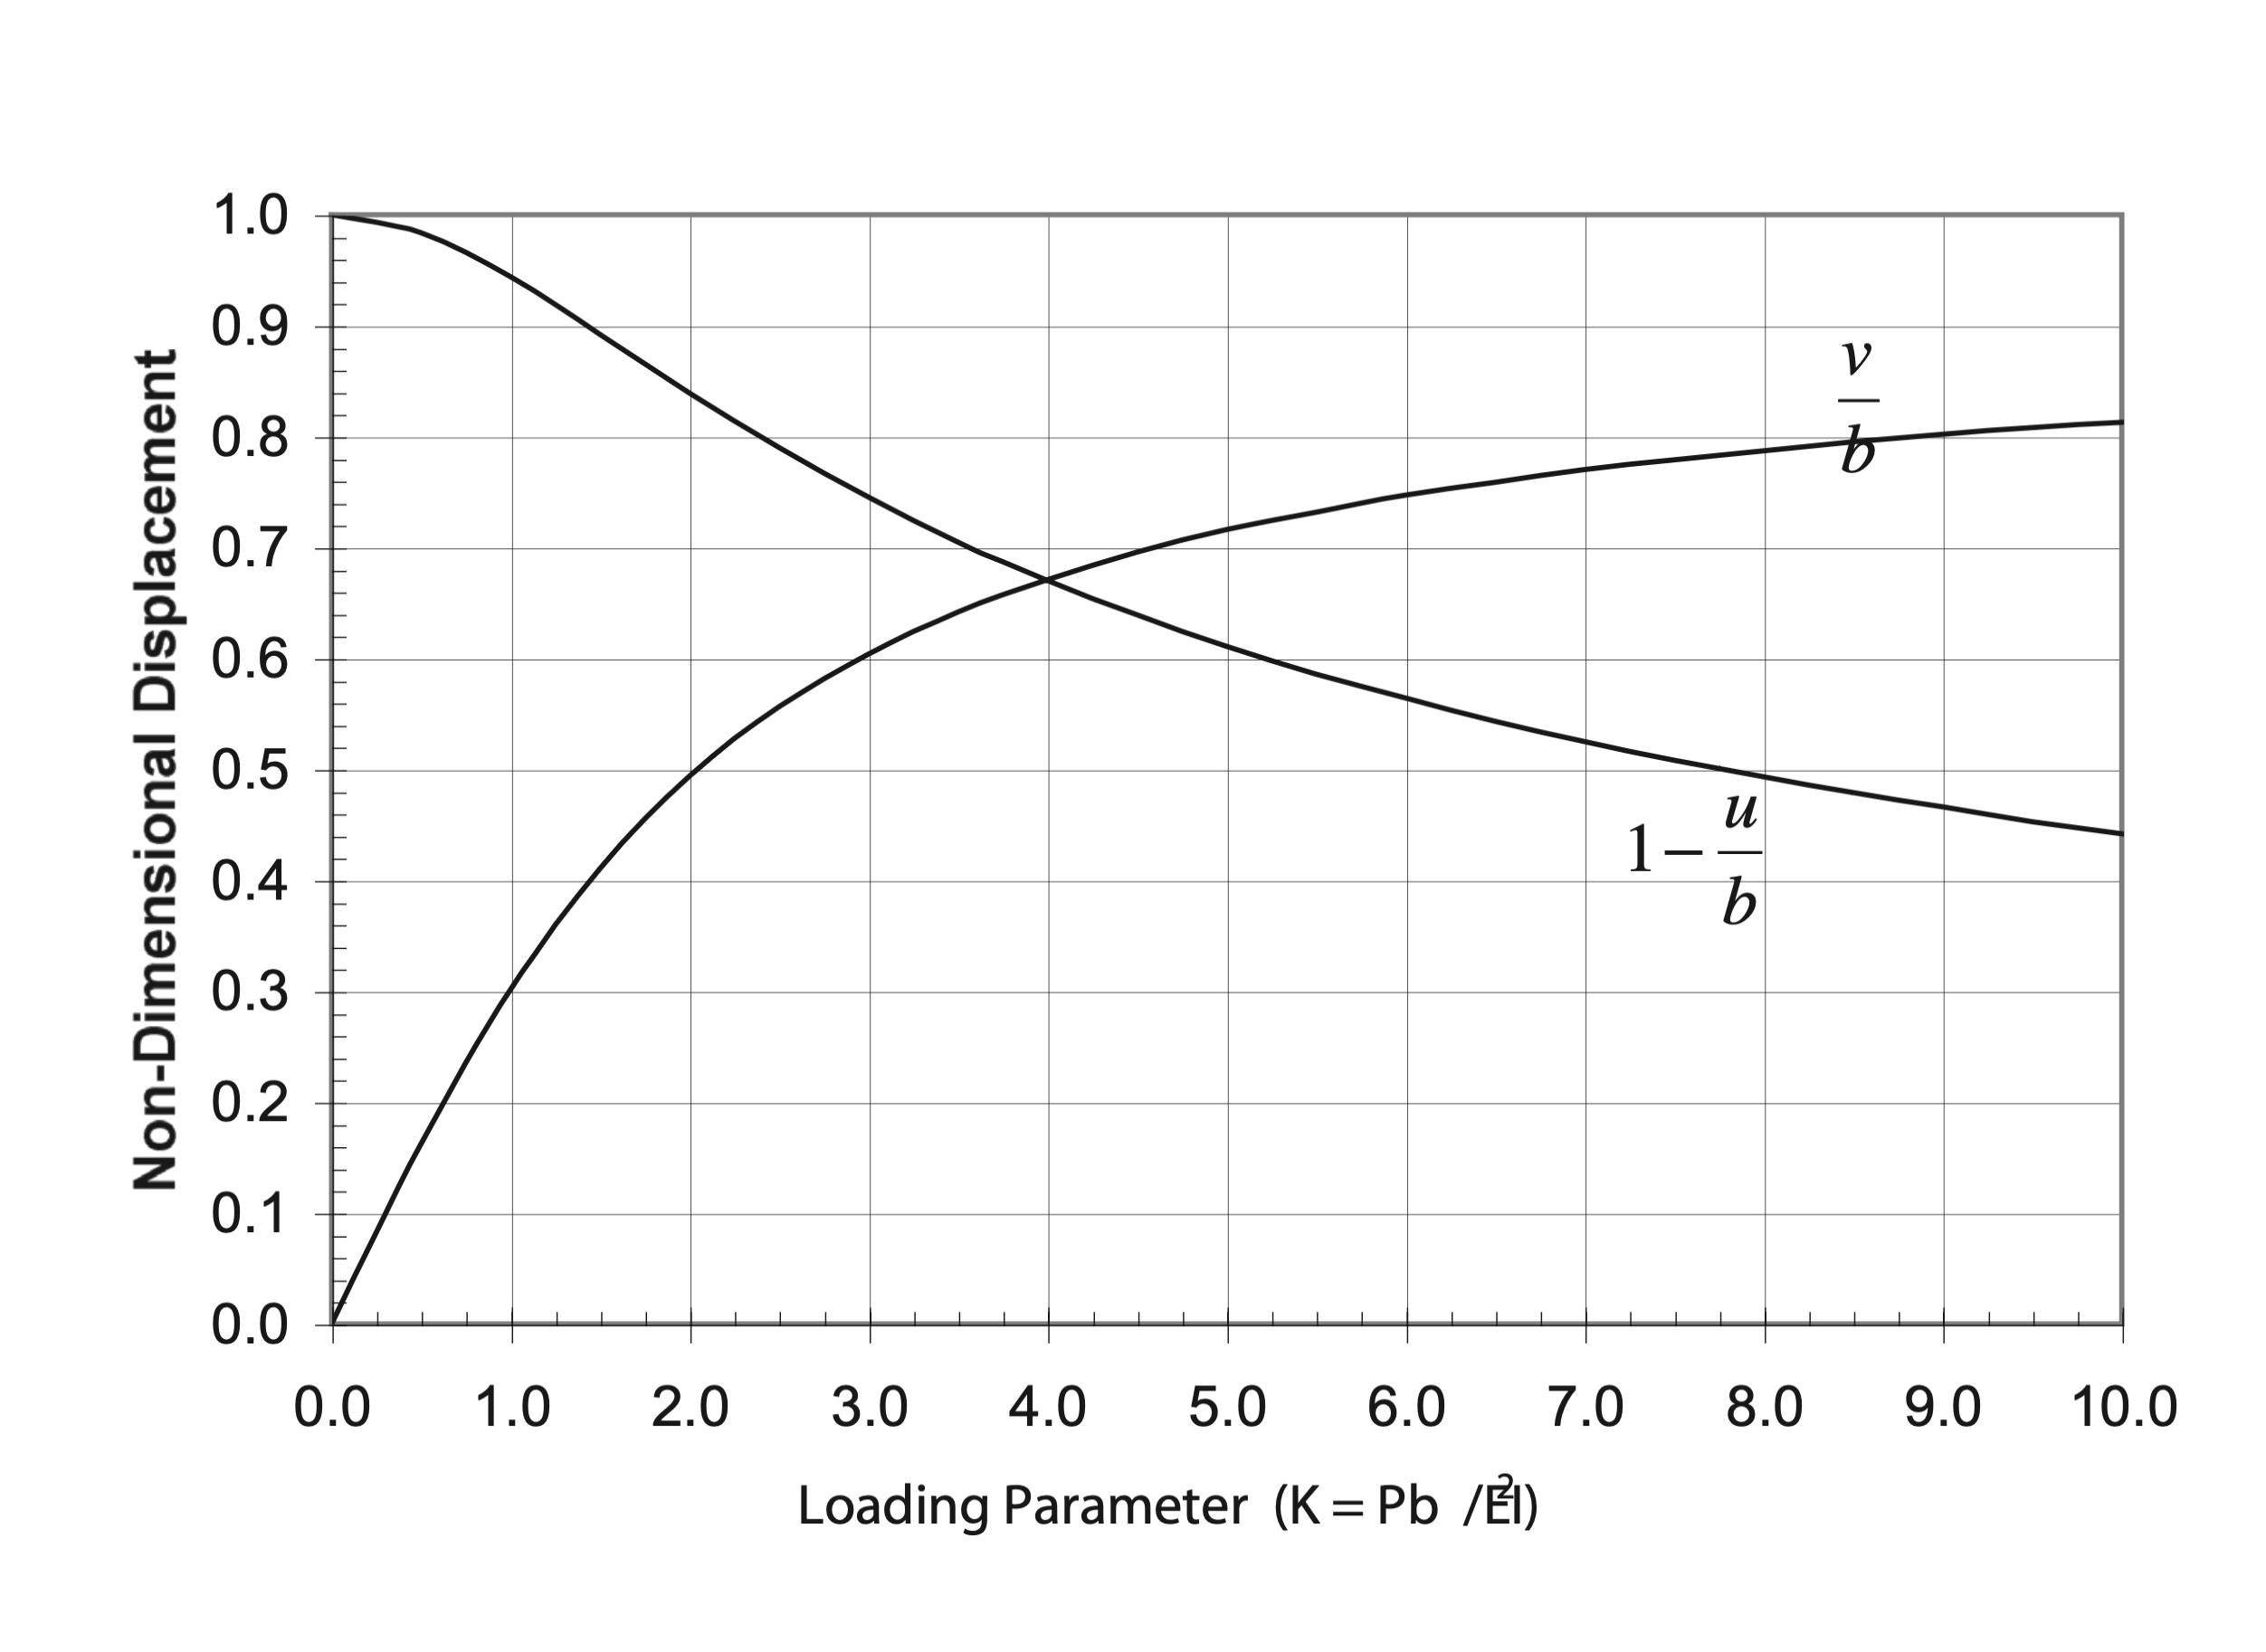 Non-Dimensional Displacement
1.0
0.9
0.8
0.7
0.6
0.5
0.4
0.3
0.2
0.1
0.0
v
b
1−
u
b
0.0 1.0 2.0 3.0 4.0 5.0 6.0 7.0 8.0 9.0 10.0
Loading Parameter (K = Pb /EI)
2